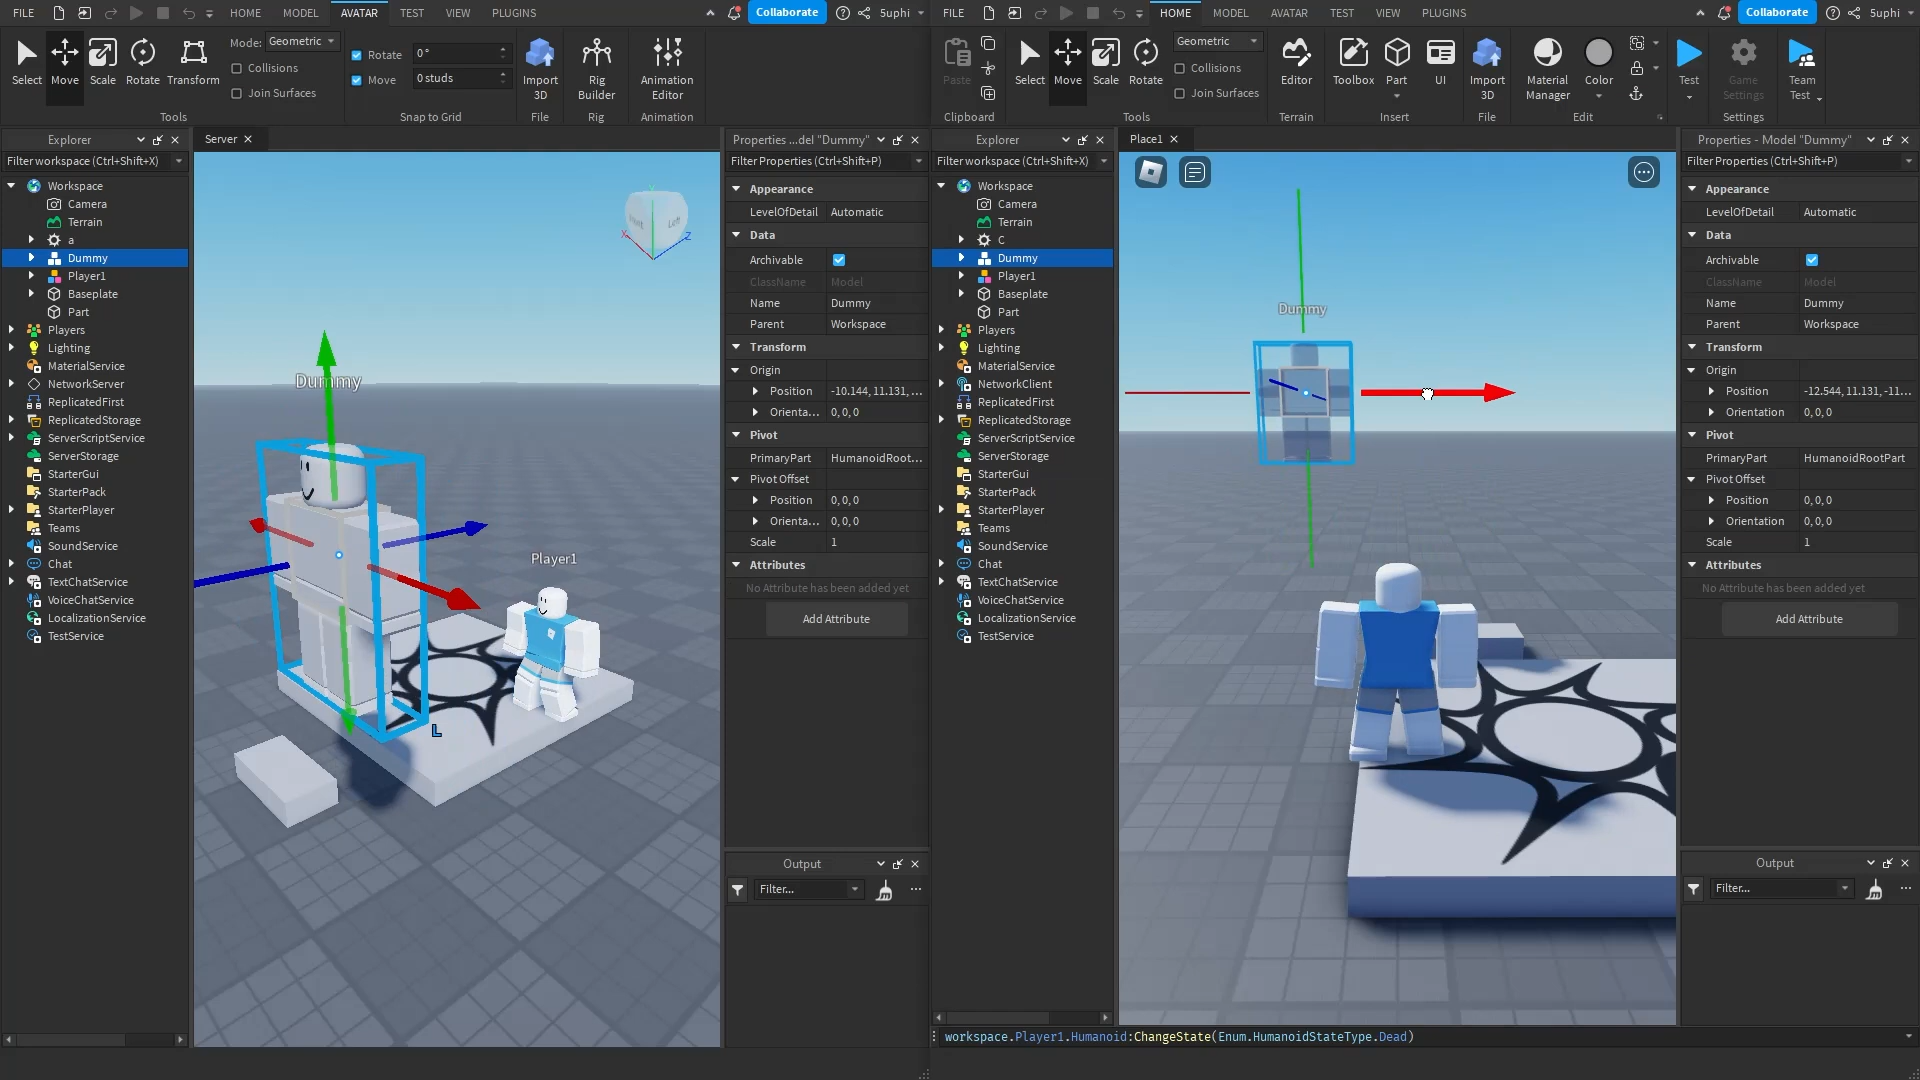 FILE HOME MODEL AVATAR TEST VIEW PLUGINS Collaborate 5uphi
Select Move Scale Rotate Transform
Mode: Geometric
Collisions
Join Surfaces
Tools
Rotate 0 °
Move 0 studs
Snap to Grid
Import 3D
File
Rig Builder
Rig
Animation Editor
Animation
Explorer
Filter workspace (Ctrl+Shift+X)
Workspace
Camera
Terrain
a
Dummy
Player1
Baseplate
Part
Players
Lighting
MaterialService
NetworkServer
ReplicatedFirst
ReplicatedStorage
ServerScriptService
ServerStorage
StarterGui
StarterPack
StarterPlayer
Teams
SoundService
Chat
TextChatService
VoiceChatService
LocalizationService
TestService
Server
Dummy
Player1
X
Y
Z
Left
L
Properties ...del "Dummy"
Filter Properties (Ctrl+Shift+P)
Appearance
LevelOfDetail Automatic
Data
Archivable
ClassName Model
Name Dummy
Parent Workspace
Transform
Origin
Position -10.144, 11.131, ...
Orienta... 0, 0, 0
Pivot
PrimaryPart HumanoidRoot...
Pivot Offset
Position 0, 0, 0
Orienta... 0, 0, 0
Scale 1
Attributes
No Attribute has been added yet
Add Attribute
Output
Filter...
FILE HOME MODEL AVATAR TEST VIEW PLUGINS Collaborate 5uphi
Paste
Clipboard
Select Move Scale Rotate
Geometric
Collisions
Join Surfaces
Tools
Editor
Terrain
Toolbox Part UI
Insert
Import 3D
File
Material Manager
Color
Edit
Test
Game Settings
Settings
Team Test
Explorer
Filter workspace (Ctrl+Shift+X)
Workspace
Camera
Terrain
C
Dummy
Player1
Baseplate
Part
Players
Lighting
MaterialService
NetworkClient
ReplicatedFirst
ReplicatedStorage
ServerScriptService
ServerStorage
StarterGui
StarterPack
StarterPlayer
Teams
SoundService
Chat
TextChatService
VoiceChatService
LocalizationService
TestService
Place1
Dummy
Properties - Model "Dummy"
Filter Properties (Ctrl+Shift+P)
Appearance
LevelOfDetail Automatic
Data
Archivable
ClassName Model
Name Dummy
Parent Workspace
Transform
Origin
Position -12.544, 11.131, -11...
Orientation 0, 0, 0
Pivot
PrimaryPart HumanoidRootPart
Pivot Offset
Position 0, 0, 0
Orientation 0, 0, 0
Scale 1
Attributes
No Attribute has been added yet
Add Attribute
Output
Filter...
workspace.Player1.Humanoid:ChangeState(Enum.HumanoidStateType.Dead)